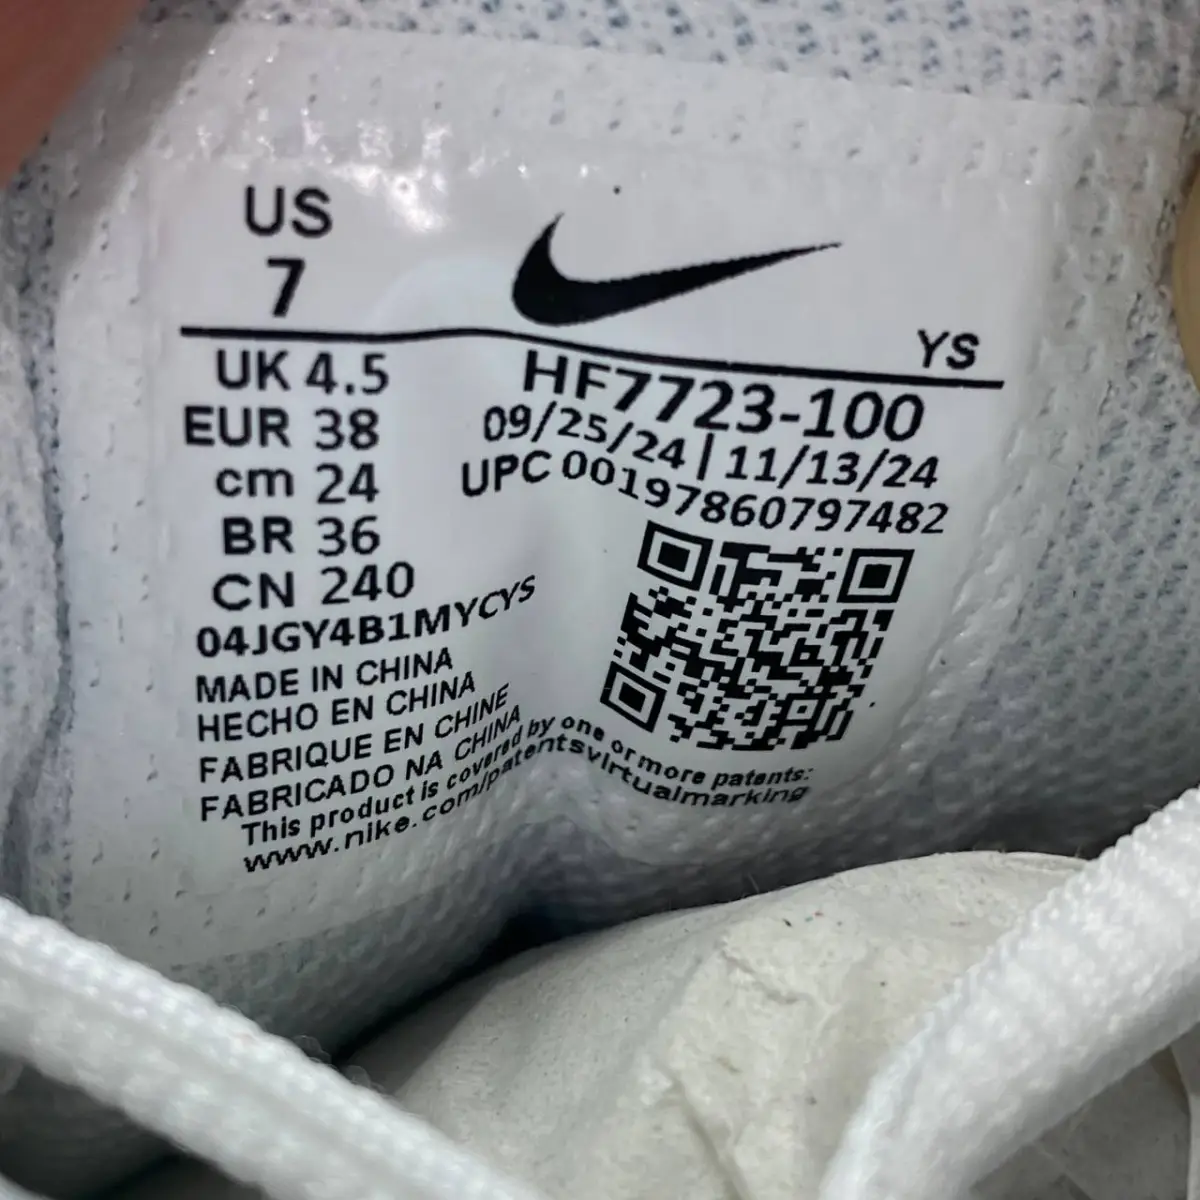 US
7
YS
UK 4.5
EUR 38
cm 24
BR 36
CN 240
HF7723-100
09/25/24 | 11/13/24
UPC 00197860797482
04JGY4B1MYCYS
MADE IN CHINA
HECHO EN CHINA
FABRIQUE EN CHINE
FABRICADO NA CHINA
This product is covered by one or more patents:
www.nike.com/patentsvirtualmarking